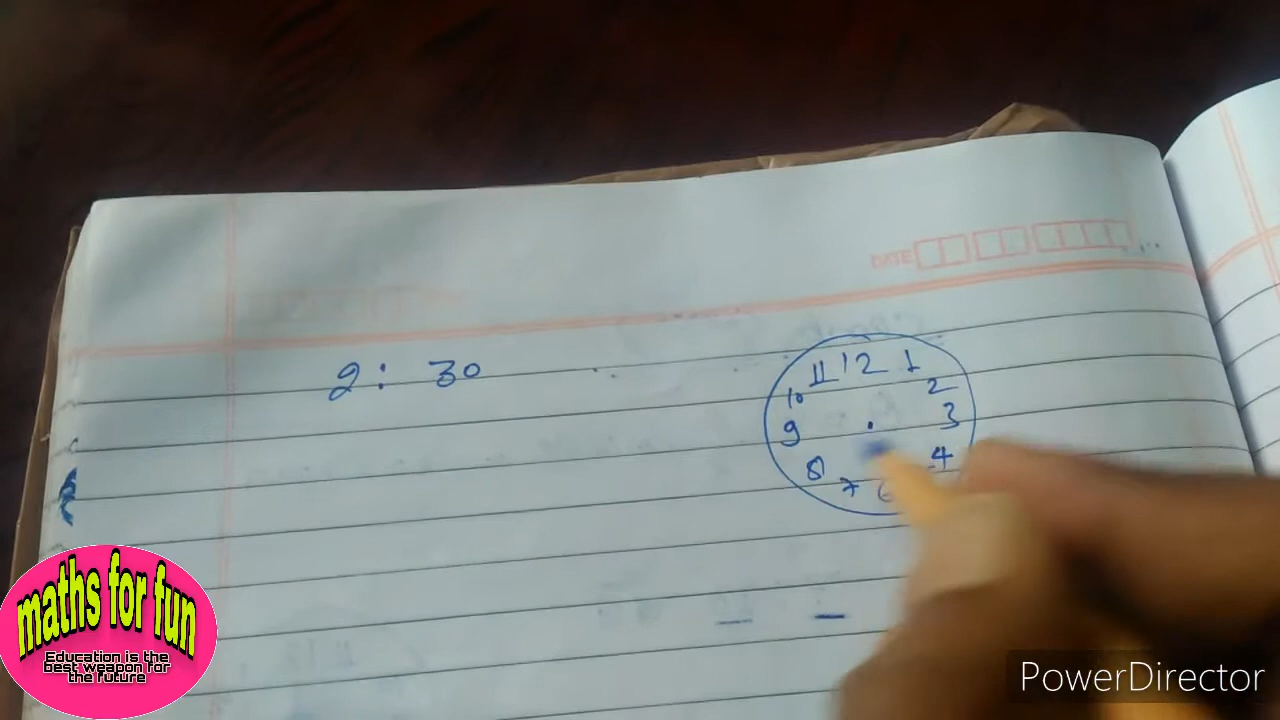 DATE
2: 30
11 12 1
10 2
9 3
8 4
7 6
maths for fun
Education is the
best weapon for
the future
PowerDirector